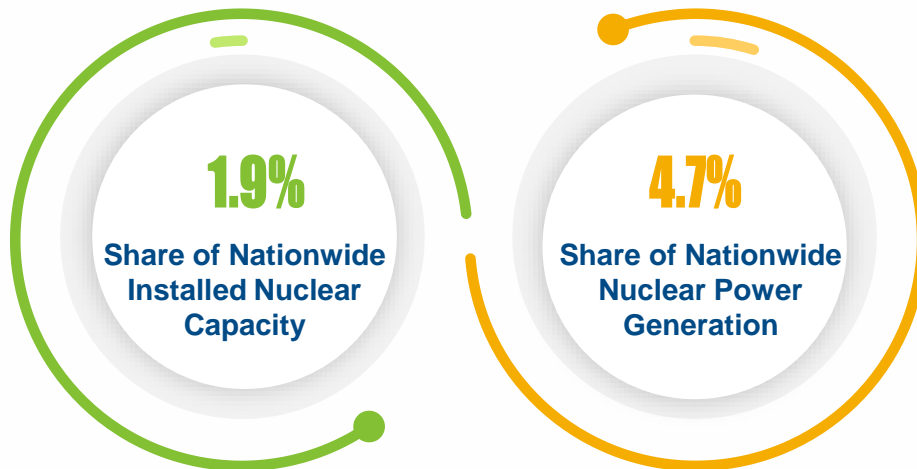 1.9%
Share of Nationwide
Installed Nuclear
Capacity
4.7%
Share of Nationwide
Nuclear Power
Generation